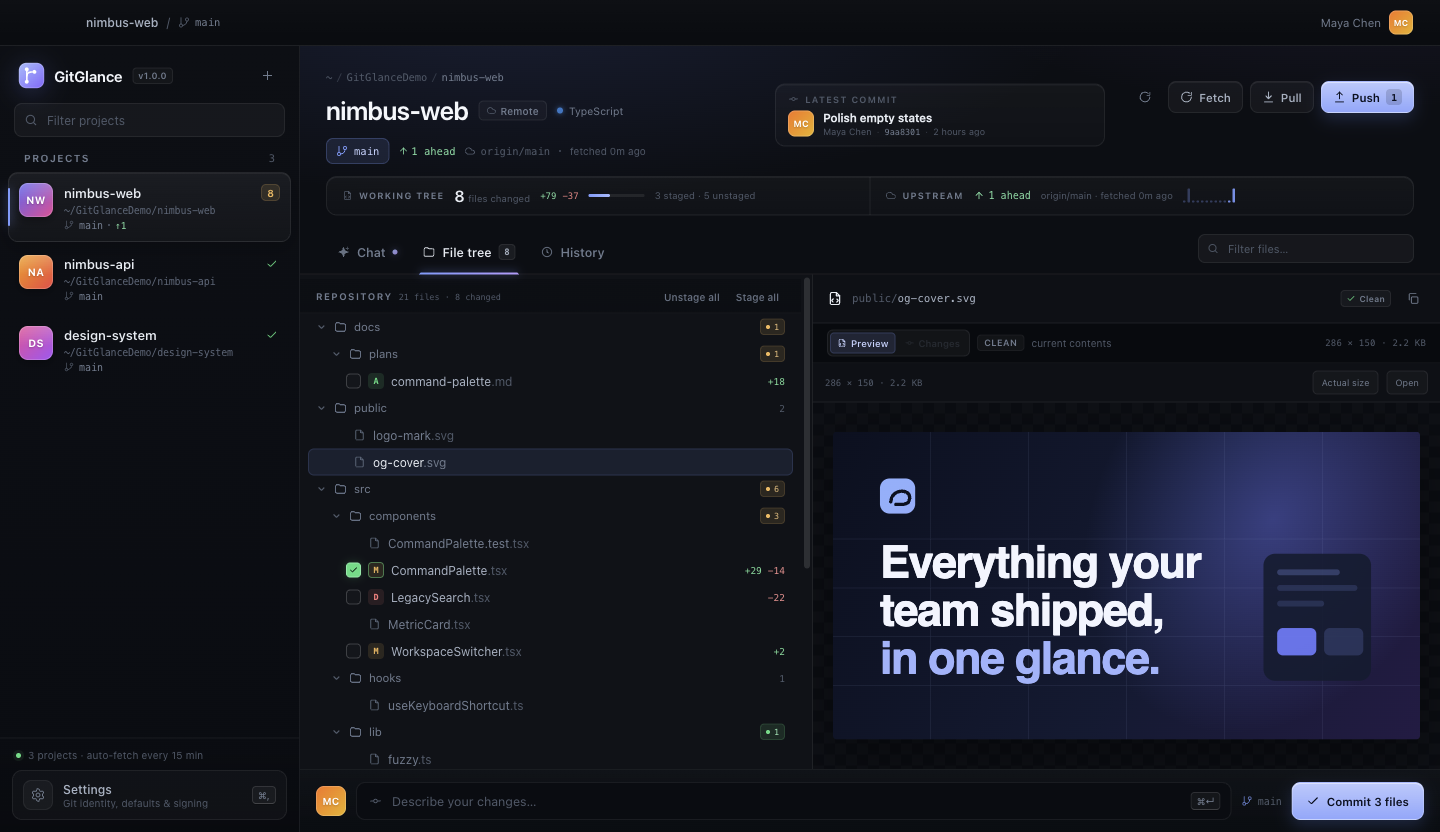 nimbus-web / main
Maya Chen MC
GitGlance v1.0.0
Filter projects
PROJECTS 3
NW nimbus-web 8
~/GitGlanceDemo/nimbus-web
main · ↑1
NA nimbus-api
~/GitGlanceDemo/nimbus-api
main
DS design-system
~/GitGlanceDemo/design-system
main
3 projects · auto-fetch every 15 min
Settings
Git identity, defaults & signing
⌘,
~ / GitGlanceDemo / nimbus-web
nimbus-web Remote TypeScript
main ↑ 1 ahead origin/main · fetched 0m ago
LATEST COMMIT
MC Polish empty states
Maya Chen · 9aa8301 · 2 hours ago
Fetch Pull Push 1
WORKING TREE 8 files changed +79 −37 3 staged · 5 unstaged
UPSTREAM ↑ 1 ahead origin/main · fetched 0m ago
Chat File tree 8 History
Filter files...
REPOSITORY 21 files · 8 changed Unstage all Stage all
docs 1
plans 1
A command-palette.md +18
public 2
logo-mark.svg
og-cover.svg
src 6
components 3
CommandPalette.test.tsx
M CommandPalette.tsx +29 −14
D LegacySearch.tsx −22
MetricCard.tsx
M WorkspaceSwitcher.tsx +2
hooks 1
useKeyboardShortcut.ts
lib 1
fuzzy.ts
public/og-cover.svg Clean
Preview Changes CLEAN current contents 286 × 150 · 2.2 KB
286 × 150 · 2.2 KB Actual size Open
Everything your
team shipped,
in one glance.
MC Describe your changes... ⌘↵ main Commit 3 files